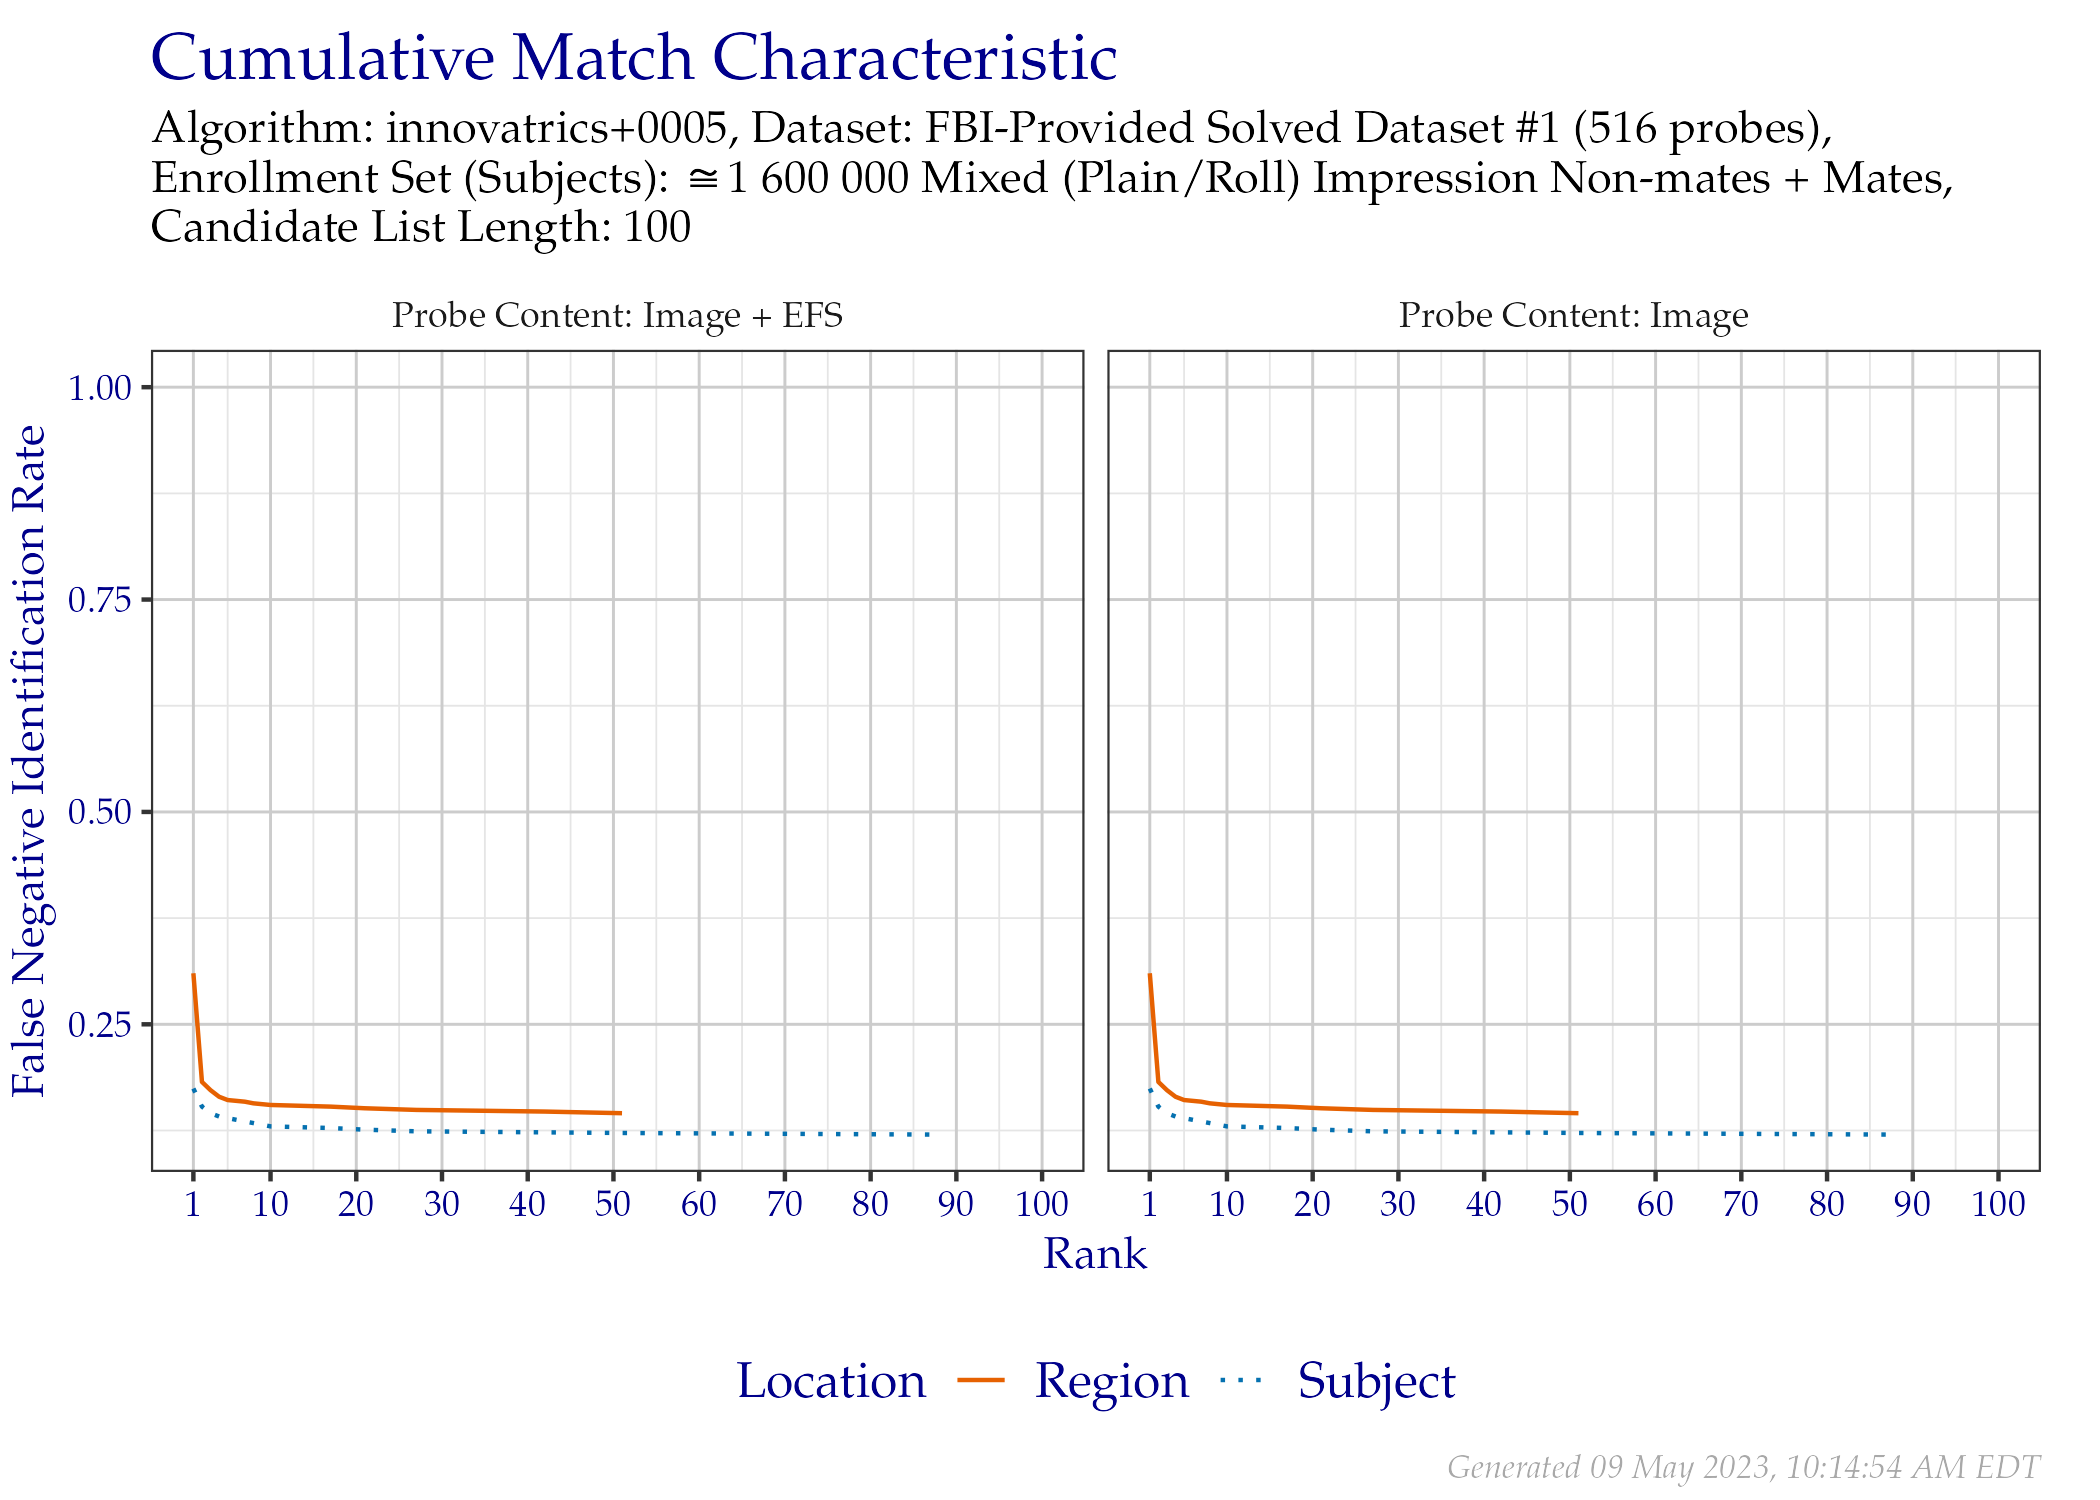 Cumulative Match Characteristic
Algorithm: innovatrics+0005, Dataset: FBI-Provided Solved Dataset #1 (516 probes),
Enrollment Set (Subjects): ≅ 1 600 000 Mixed (Plain/Roll) Impression Non-mates + Mates,
Candidate List Length: 100
Probe Content: Image + EFS
Probe Content: Image
False Negative Identification Rate
1.00
0.75
0.50
0.25
1 10 20 30 40 50 60 70 80 90 100
1 10 20 30 40 50 60 70 80 90 100
Rank
Location Region Subject
Generated 09 May 2023, 10:14:54 AM EDT